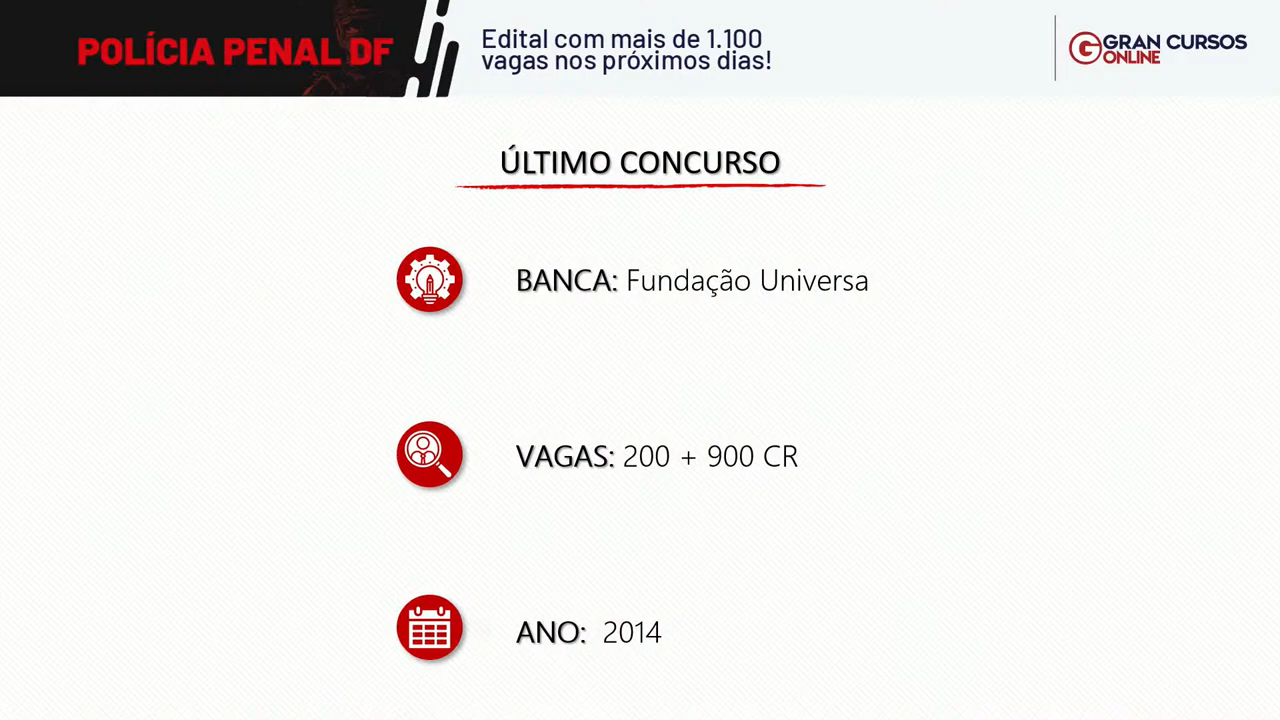 POLÍCIA PENAL DF
Edital com mais de 1.100
vagas nos próximos dias!
GRAN CURSOS
ONLINE
ÚLTIMO CONCURSO
BANCA: Fundação Universa
VAGAS: 200 + 900 CR
ANO: 2014